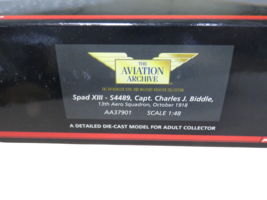 THE
AVIATION
ARCHIVE
Spad XIII - S4489, Capt. Charles J. Biddle,
13th Aero Squadron, October 1918
AA37901 SCALE 1:48
A DETAILED DIE-CAST MODEL FOR ADULT COLLECTOR